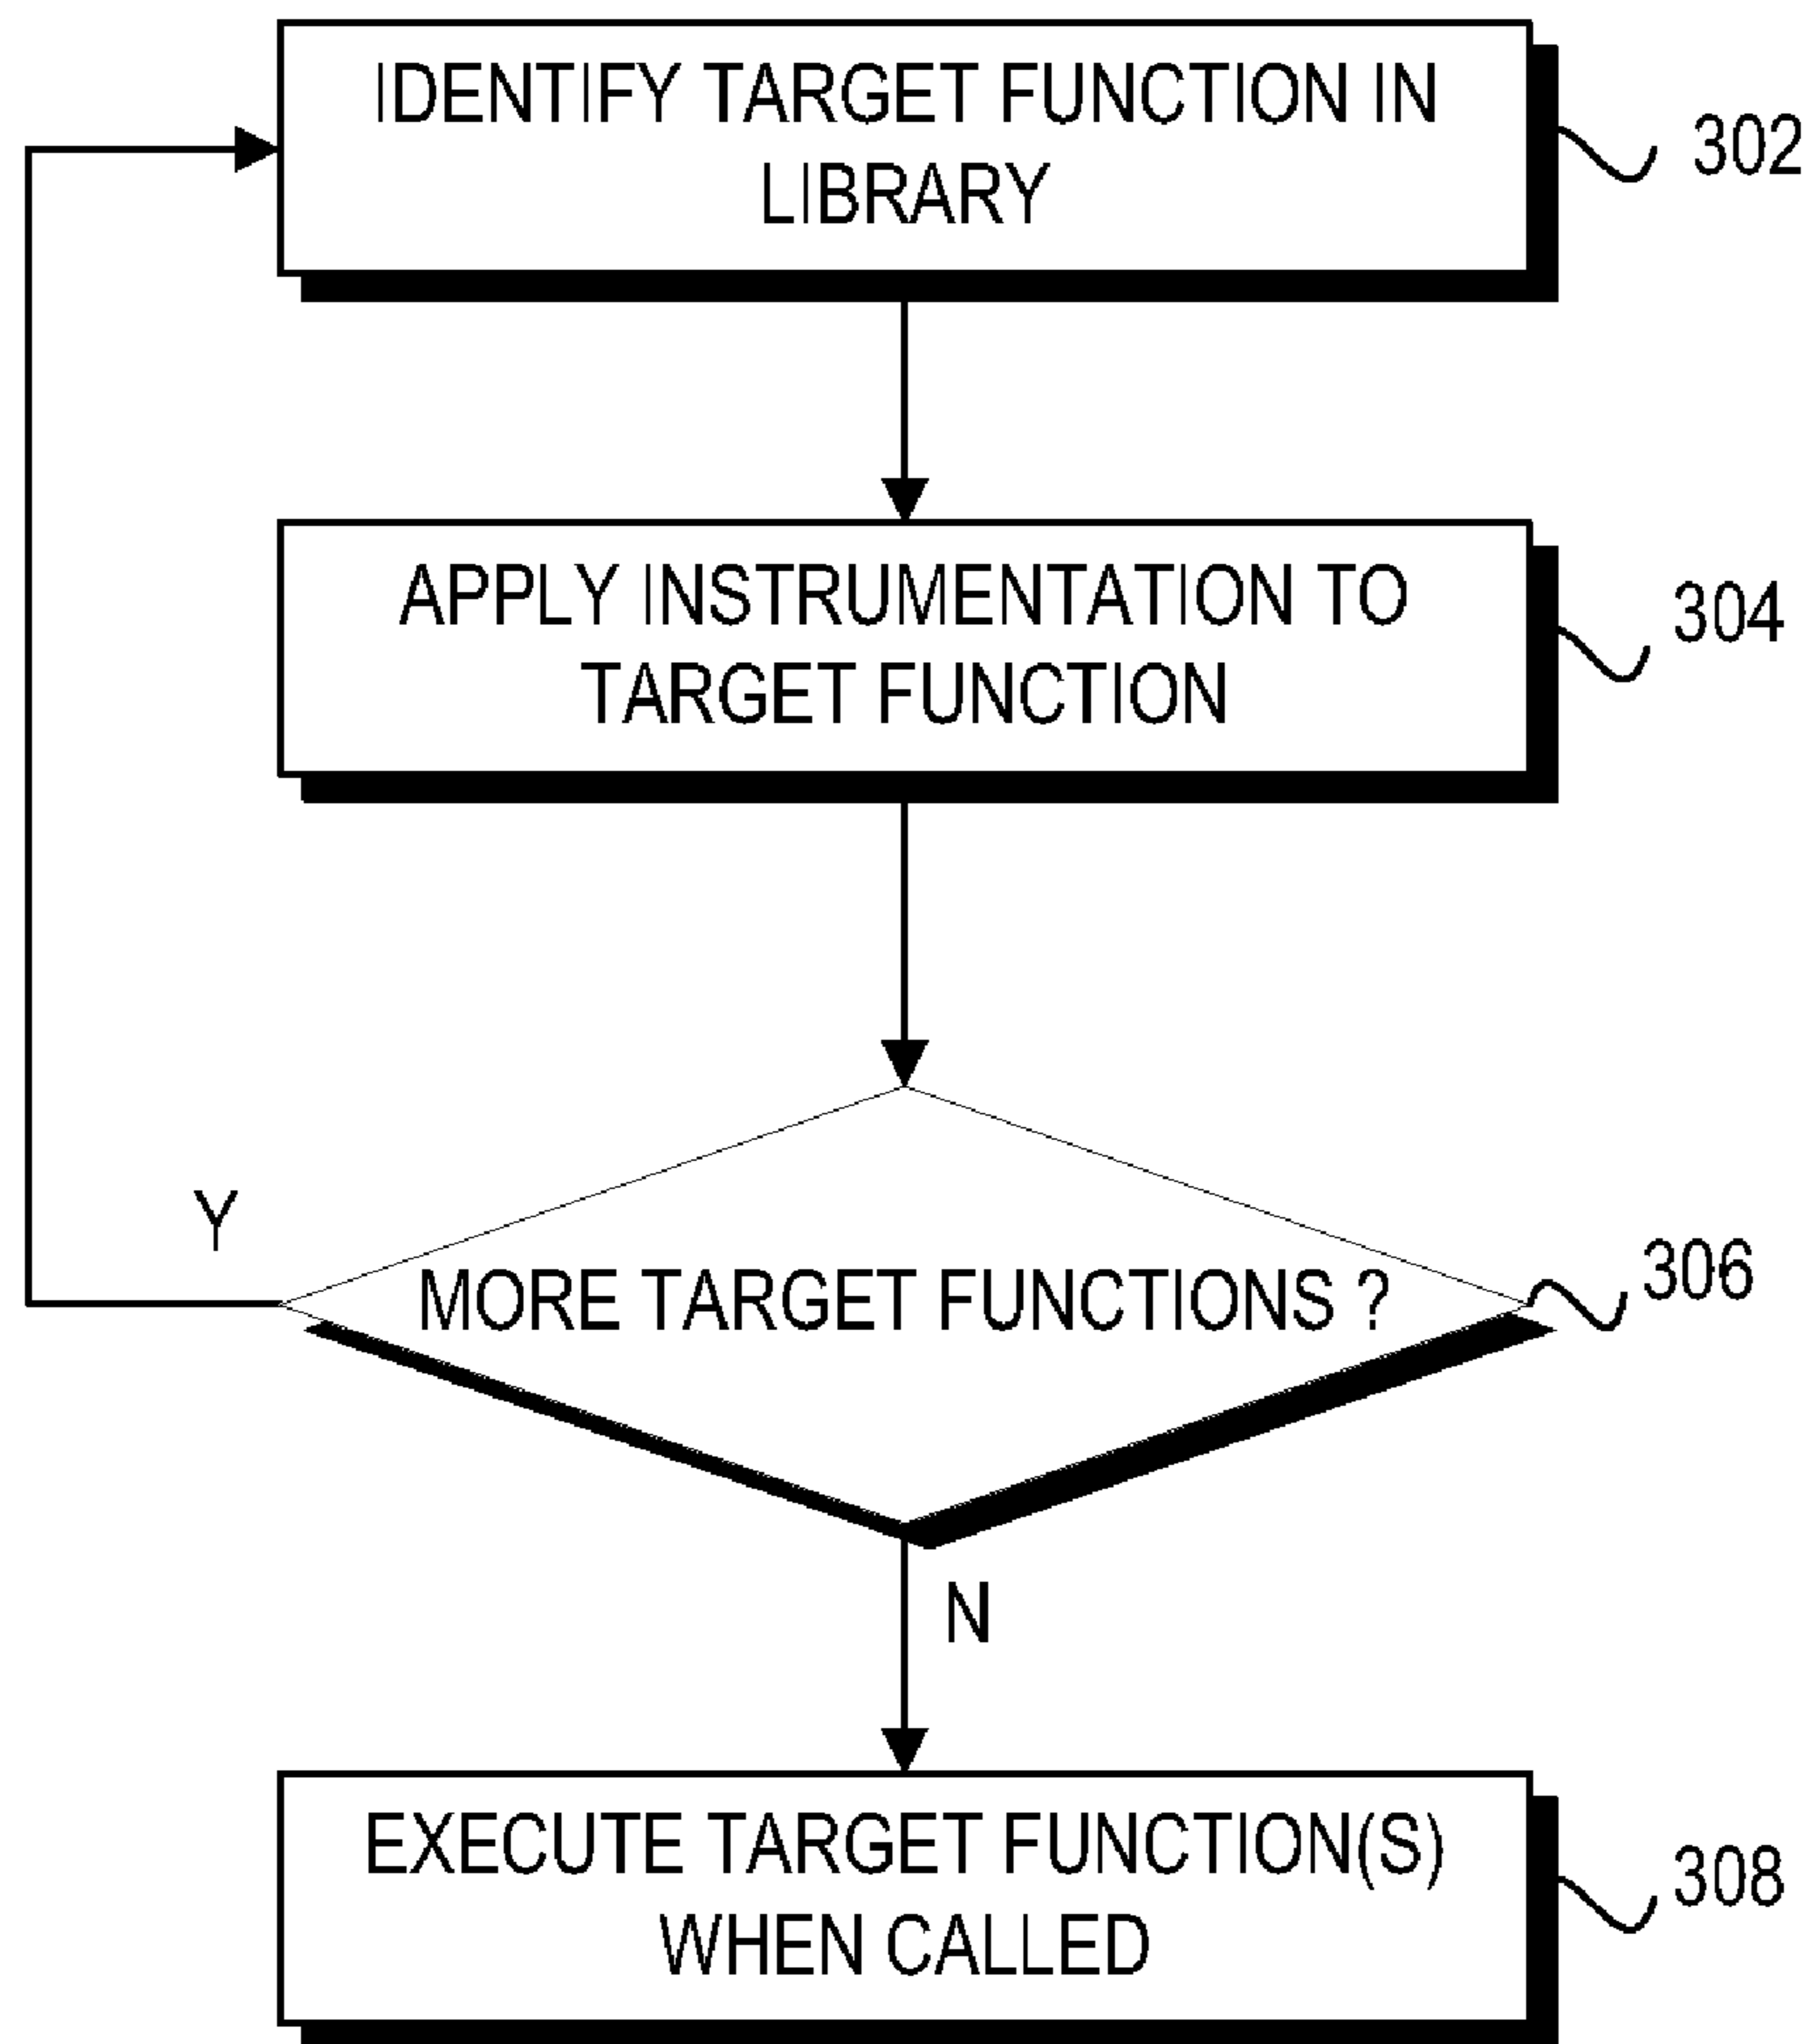 IDENTIFY TARGET FUNCTION IN
LIBRARY
302
APPLY INSTRUMENTATION TO
TARGET FUNCTION
304
Y
MORE TARGET FUNCTIONS ?
306
N
EXECUTE TARGET FUNCTION(S)
WHEN CALLED
308